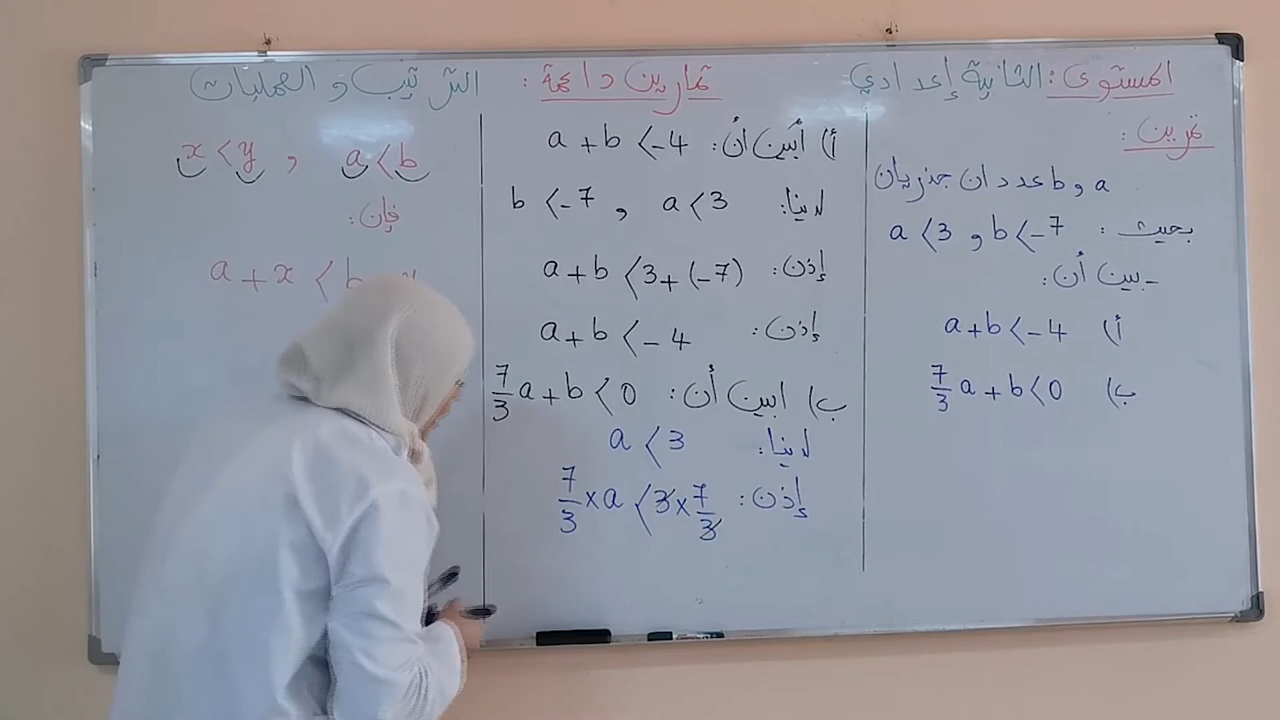 المستوى: الثانية إعدادي
تمارين داعمة: الترتيب و العمليات
تمرين:
a و b عددان جذريان
بحيث: a < 3 و b < -7
- بين أن:
أ) a + b < -4
ب) 7/3 a + b < 0
أ) أبين أن: a + b < -4
لدينا: a < 3 و b < -7
إذن: a + b < 3 + (-7)
إذن: a + b < -4
ب) ابين أن: 7/3 a + b < 0
لدينا: a < 3
إذن: 7/3 × a < 3 × 7/3
a < b و x < y
فإن:
a + x < b